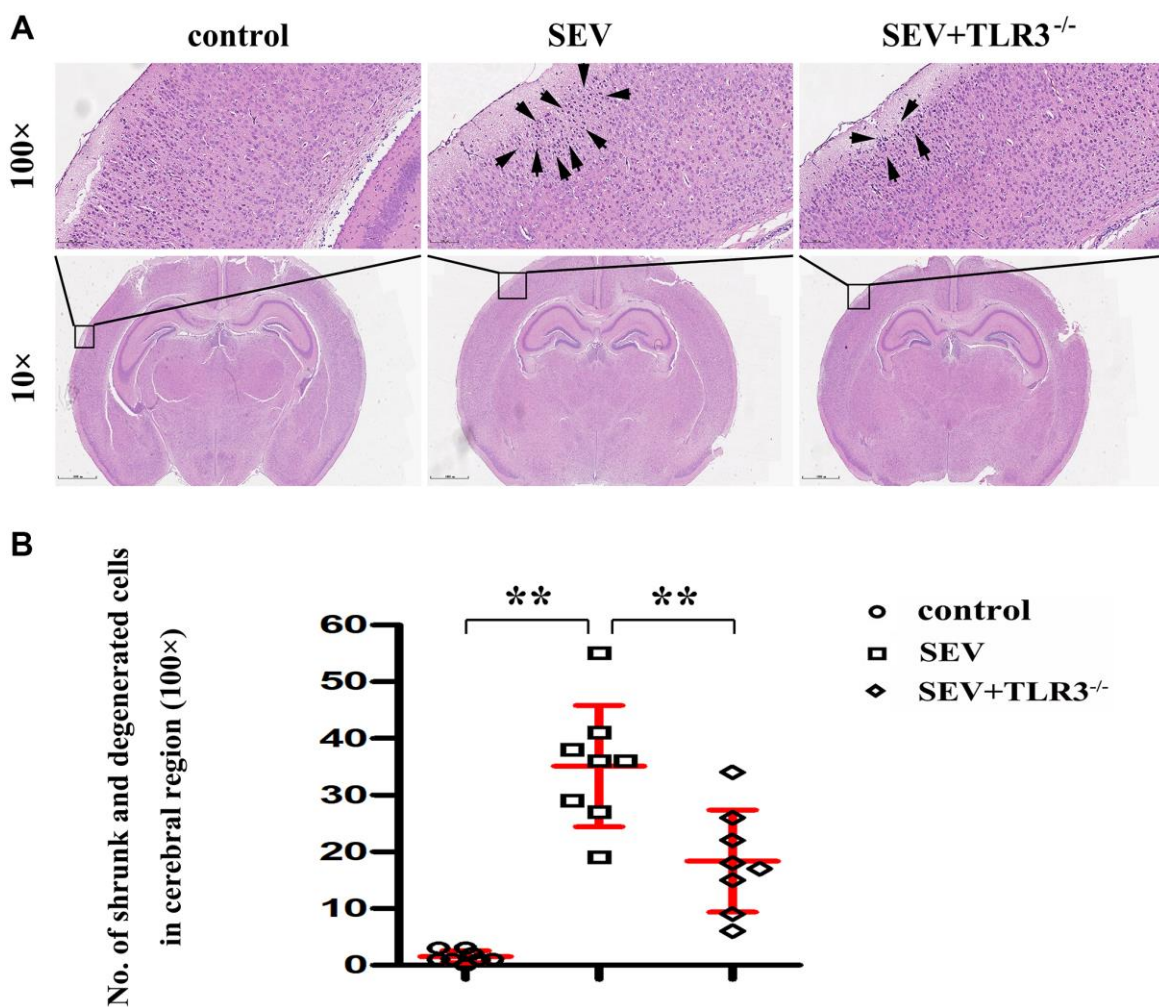 A
control SEV SEV+TLR3-/-
100×
10×
B
No. of shrunk and degenerated cells
in cerebral region (100×)
** **
60
50
40
30
20
10
0
control
SEV
SEV+TLR3-/-